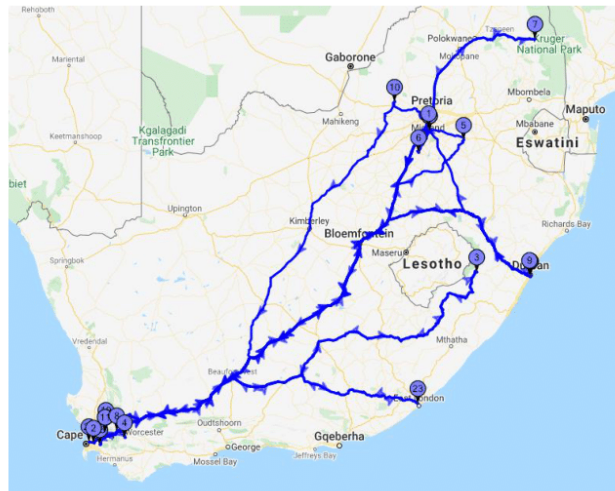 Rehoboth
Mariental
Keetmanshoop
Kgalagadi
Transfrontier
Park
Gaborone
Mahikeng
Polokwane
Mokopane
Tzaneen
7
Kruger
National Park
10
Pretoria
1
5
6
Mbombela
Mbabane
Maputo
Eswatini
Upington
Kimberley
Springbok
Bloemfontein
Maseru
Lesotho
3
9
Richards Bay
Mthatha
Vredendal
Beaufort West
23
East London
11
8
2
4
Cape
Worcester
Hermanus
Oudtshoorn
George
Mossel Bay
Gqeberha
Jeffreys Bay